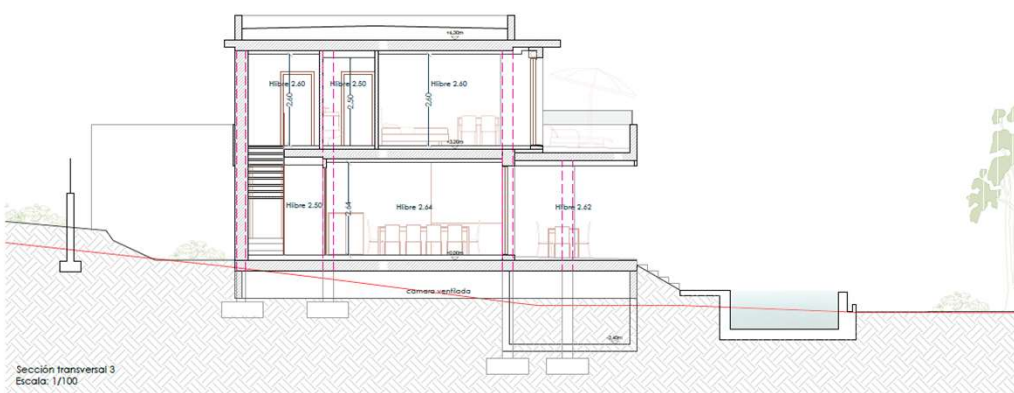 +6,30m
Hlibre 2.60
Hlibre 2.50
Hlibre 2.60
2.60
2.50
2.60
+3,20m
Hlibre 2.50
2.64
Hlibre 2.64
Hlibre 2.62
+0,00m
camara ventilada
-2,40m
Sección transversal 3
Escala: 1/100